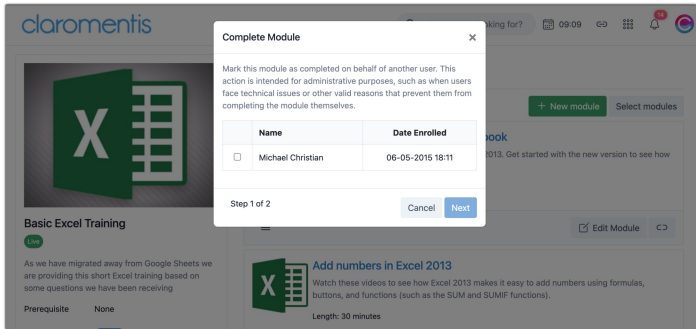 claromentis
oking for?
09:09
14
Complete Module
Mark this module as completed on behalf of another user. This
action is intended for administrative purposes, such as when users
face technical issues or other valid reasons that prevent them from
completing the module themselves.
Name Date Enrolled
Michael Christian 06-05-2015 18:11
Step 1 of 2
Cancel Next
+ New module Select modules
ook
2013. Get started with the new version to see how
Edit Module
X
Basic Excel Training
Live
As we have migrated away from Google Sheets we
are providing this short Excel training based on
some questions we have been receiving
Prerequisite None
X
Add numbers in Excel 2013
Watch these videos to see how Excel 2013 makes it easy to add numbers using formulas,
buttons, and functions (such as the SUM and SUMIF functions).
Length: 30 minutes